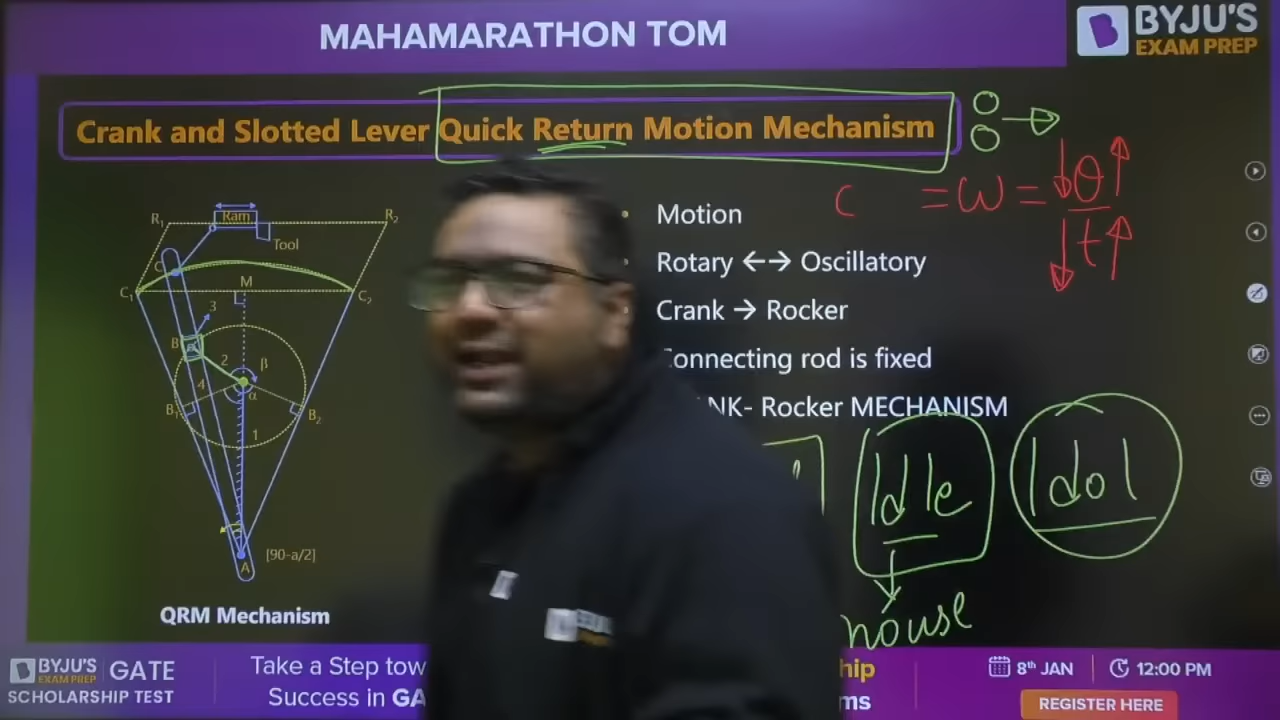 MAHAMARATHON TOM
BYJU'S
EXAM PREP
Crank and Slotted Lever Quick Return Motion Mechanism
C = ω = θ
t
Motion
Rotary ↔ Oscillatory
Crank → Rocker
Connecting rod is fixed
NK- Rocker MECHANISM
R1
Ram
R2
Tool
C
C1
M
C2
3
B
2
β
4
α
B1
B2
1
A
[90-a/2]
QRM Mechanism
Idle
Idol
BYJU'S
EXAM PREP
GATE
SCHOLARSHIP TEST
Take a Step tow
Success in GA
hip
ms
8th JAN
12:00 PM
REGISTER HERE